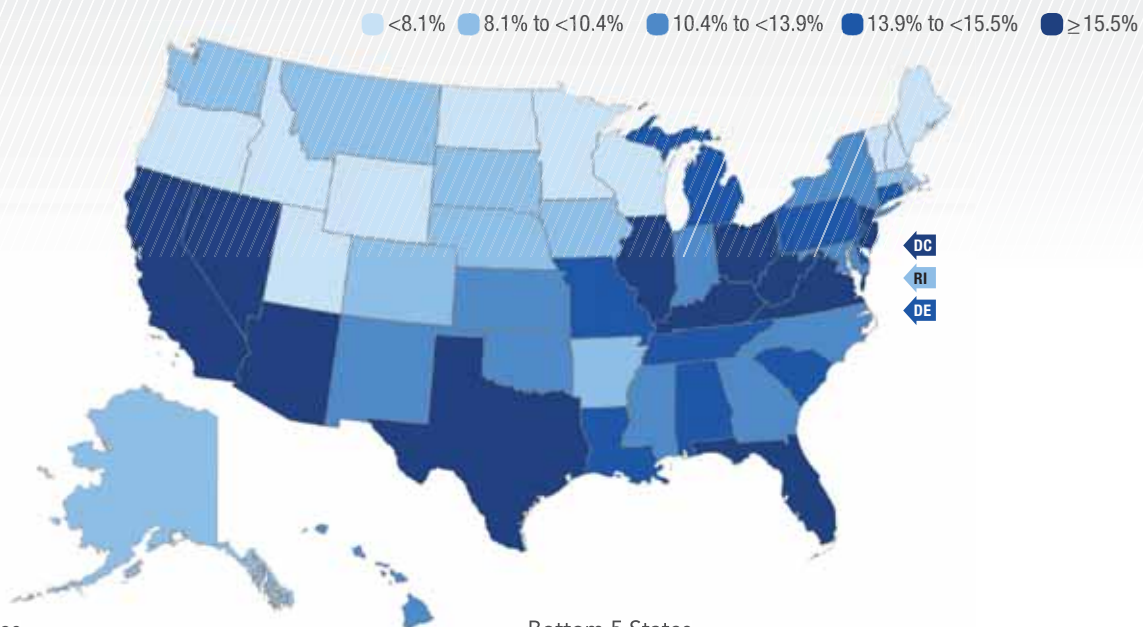 <8.1% 8.1% to <10.4% 10.4% to <13.9% 13.9% to <15.5% ≥15.5%
DC
RI
DE
Bottom 5 States